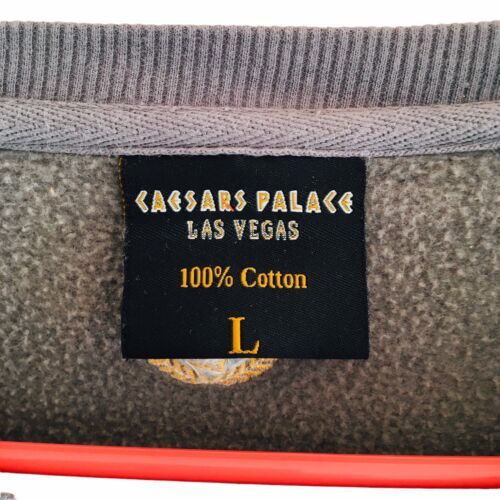 CAESARS PALACE
LAS VEGAS
100% Cotton
L